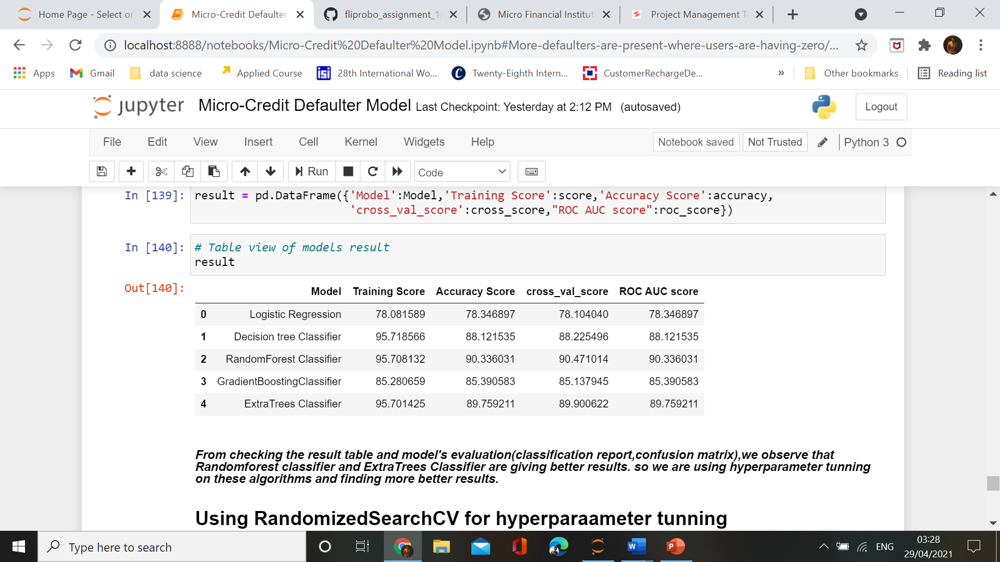 Home Page - Select or
Micro-Credit Defaulter
fliprobo_assignment_1/
Micro Financial Institut
Project Management T
localhost:8888/notebooks/Micro-Credit%20Defaulter%20Model.ipynb#More-defaulters-are-present-where-users-are-having-zero/...
Apps
Gmail
data science
Applied Course
28th International Wo...
Twenty-Eighth Intern...
CustomerRechargeDe...
»
Other bookmarks
Reading list
jupyter Micro-Credit Defaulter Model Last Checkpoint: Yesterday at 2:12 PM (autosaved)
Logout
File Edit View Insert Cell Kernel Widgets Help
Notebook saved
Not Trusted
Python 3
Run
Code
In [139]: result = pd.DataFrame({'Model':Model,'Training Score':score,'Accuracy Score':accuracy,
'cross_val_score':cross_score,"ROC AUC score":roc_score})
In [140]: # Table view of models result
result
Out[140]:
Model Training Score Accuracy Score cross_val_score ROC AUC score
0 Logistic Regression 78.081589 78.346897 78.104040 78.346897
1 Decision tree Classifier 95.718566 88.121535 88.225496 88.121535
2 RandomForest Classifier 95.708132 90.336031 90.471014 90.336031
3 GradientBoostingClassifier 85.280659 85.390583 85.137945 85.390583
4 ExtraTrees Classifier 95.701425 89.759211 89.900622 89.759211
From checking the result table and model's evaluation(classification report,confusion matrix),we observe that
Randomforest classifier and ExtraTrees Classifier are giving better results. so we are using hyperparameter tunning
on these algorithms and finding more better results.
Using RandomizedSearchCV for hyperparaameter tunning
Type here to search
ENG
03:28
29/04/2021